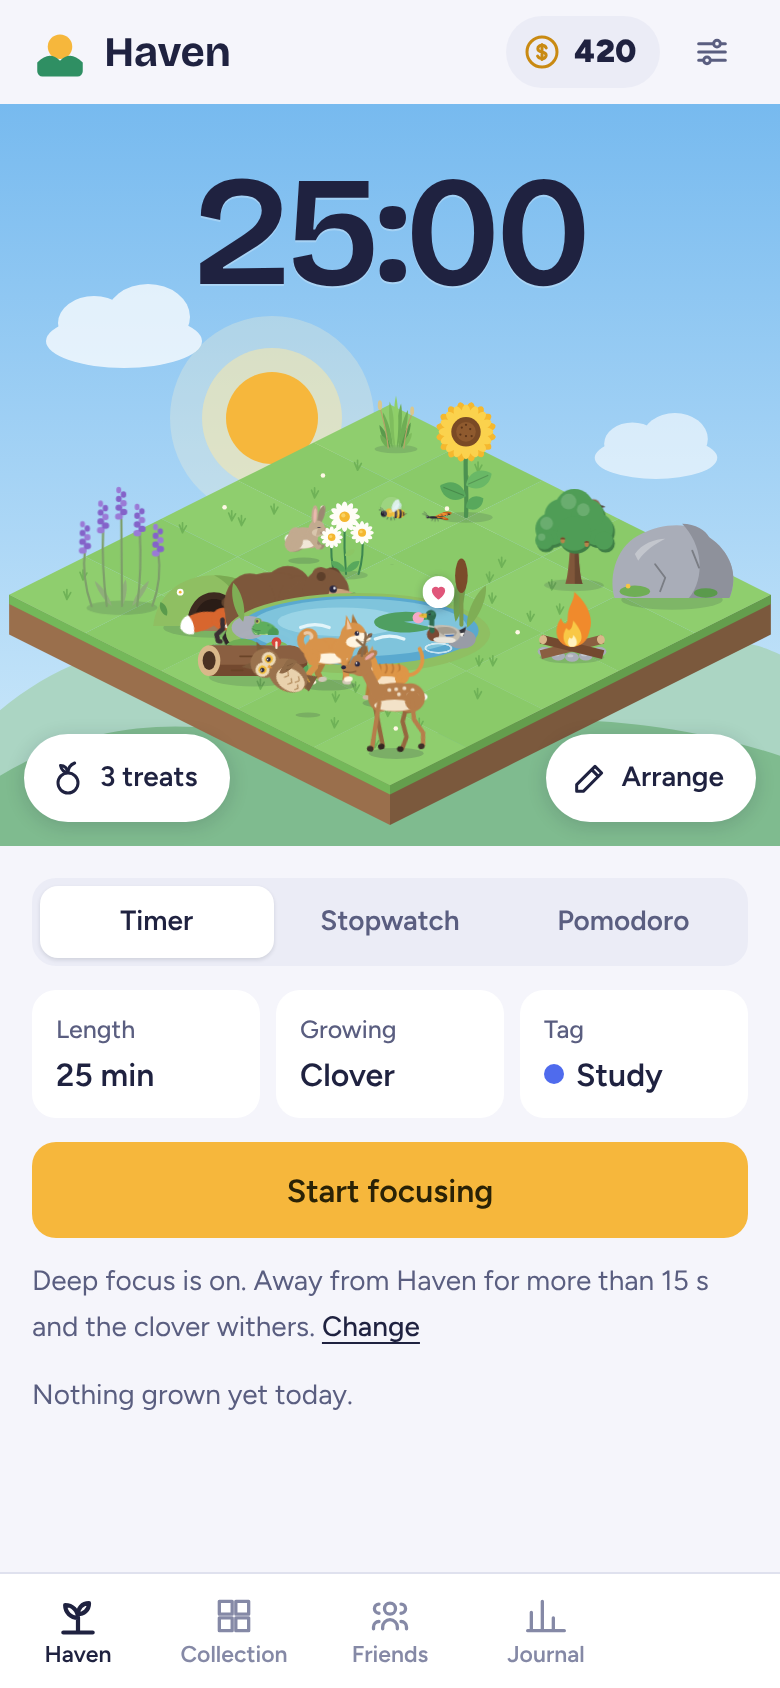 Haven
420
25:00
3 treats
Arrange
Timer
Stopwatch
Pomodoro
Length
25 min
Growing
Clover
Tag
Study
Start focusing
Deep focus is on. Away from Haven for more than 15 s
and the clover withers. Change
Nothing grown yet today.
Haven
Collection
Friends
Journal